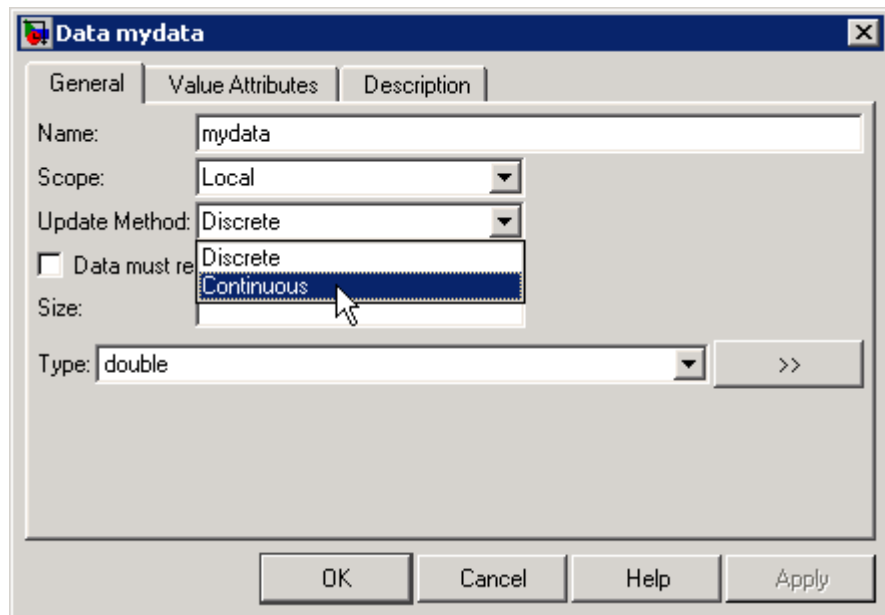 Data mydata
General Value Attributes Description
Name: mydata
Scope: Local
Update Method: Discrete
Discrete
Data must re
Continuous
Size:
Type: double >>
OK Cancel Help Apply